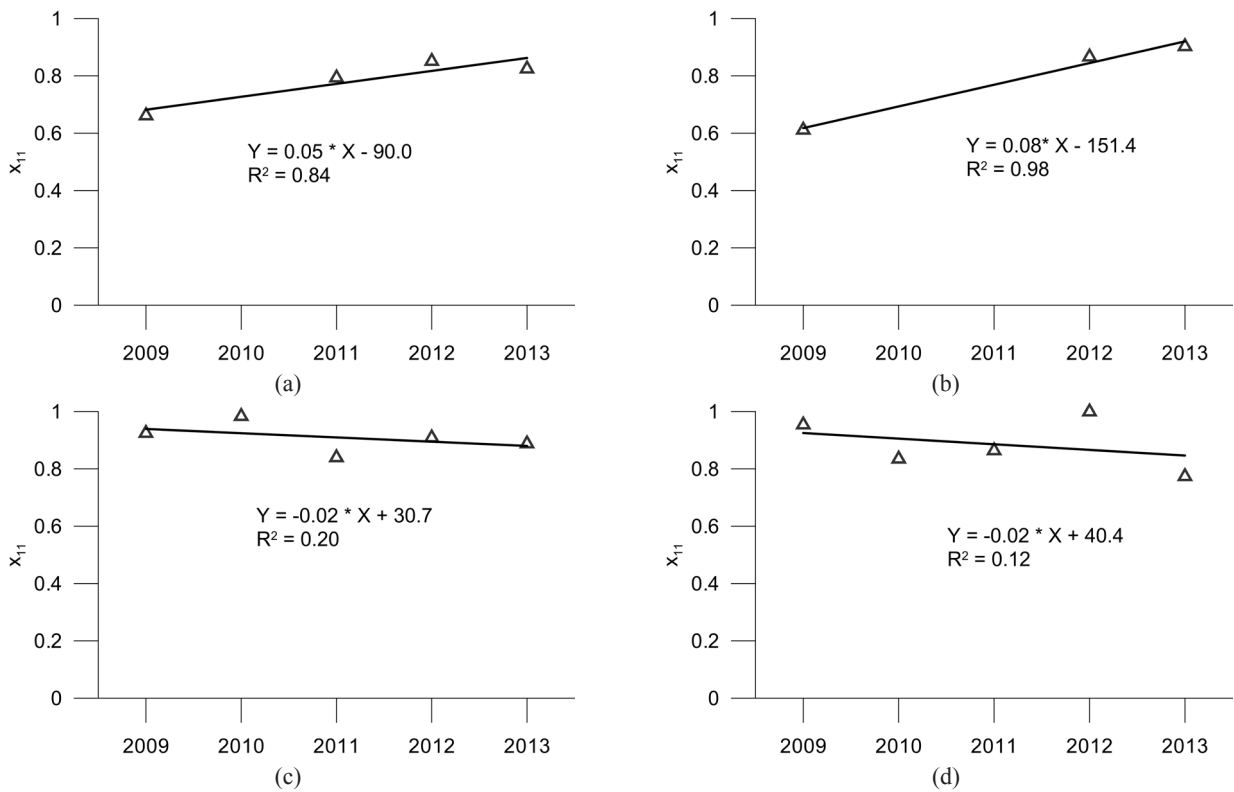 1
0.8
0.6
0.4
0.2
0
x₁₁
Y = 0.05 * X - 90.0
R² = 0.84
2009 2010 2011 2012 2013
(a)
1
0.8
0.6
0.4
0.2
0
x₁₁
Y = 0.08* X - 151.4
R² = 0.98
2009 2010 2011 2012 2013
(b)
1
0.8
0.6
0.4
0.2
0
x₁₁
Y = -0.02 * X + 30.7
R² = 0.20
2009 2010 2011 2012 2013
(c)
1
0.8
0.6
0.4
0.2
0
x₁₁
Y = -0.02 * X + 40.4
R² = 0.12
2009 2010 2011 2012 2013
(d)